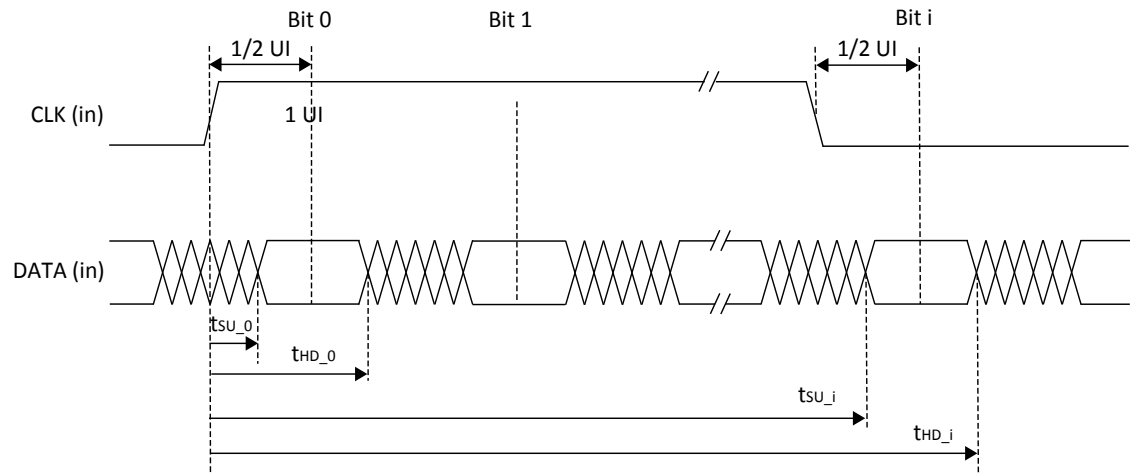 Bit 0
Bit 1
Bit i
1/2 UI
1/2 UI
CLK (in)
1 UI
DATA (in)
tSU_0
tHD_0
tSU_i
tHD_i